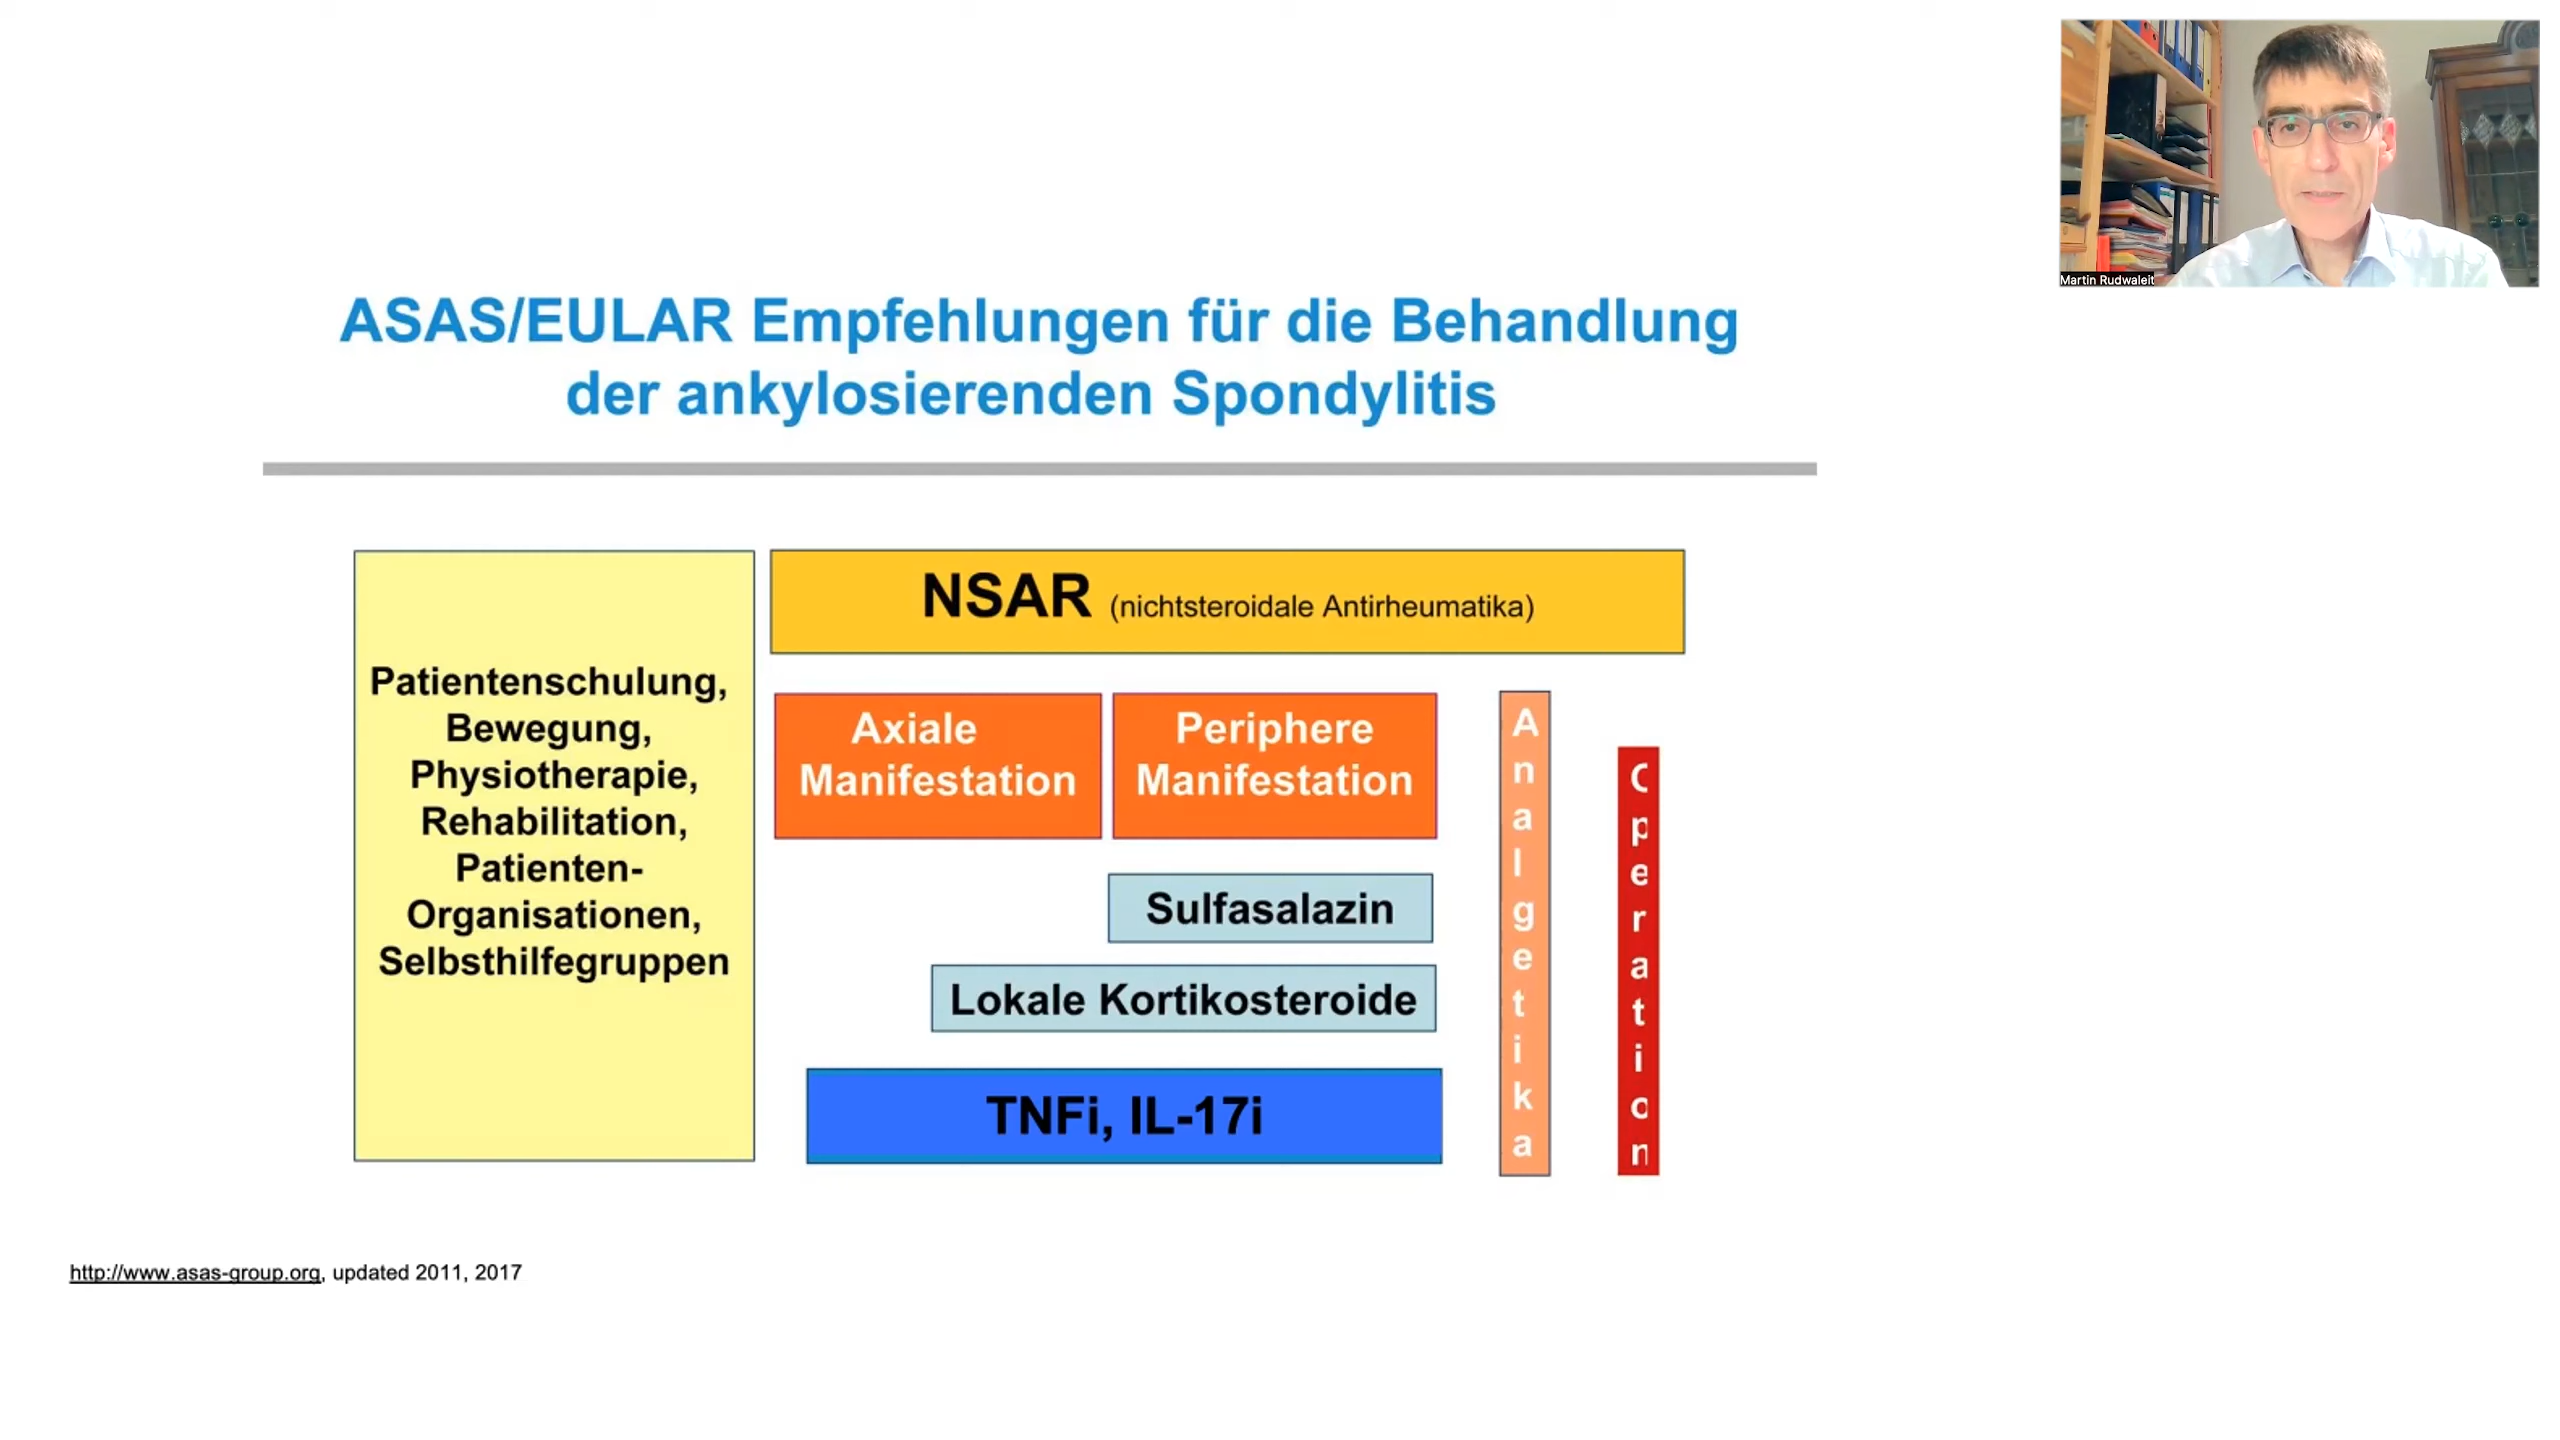 Martin Rudwaleit
ASAS/EULAR Empfehlungen für die Behandlung
der ankylosierenden Spondylitis
NSAR (nichtsteroidale Antirheumatika)
Patientenschulung,
Bewegung,
Physiotherapie,
Rehabilitation,
Patienten-
Organisationen,
Selbsthilfegruppen
Axiale
Manifestation
Periphere
Manifestation
Sulfasalazin
Lokale Kortikosteroide
TNFi, IL-17i
Analgetika
Operation
http://www.asas-group.org, updated 2011, 2017